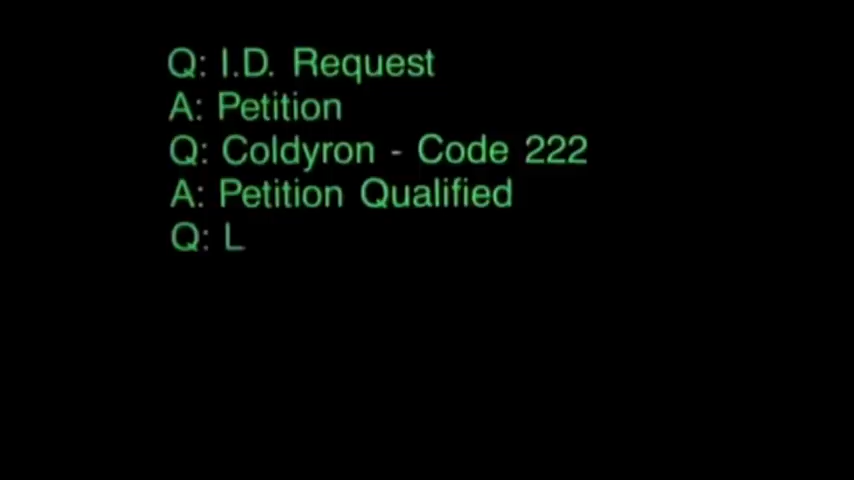 Q: I.D. Request
A: Petition
Q: Coldyron - Code 222
A: Petition Qualified
Q: L